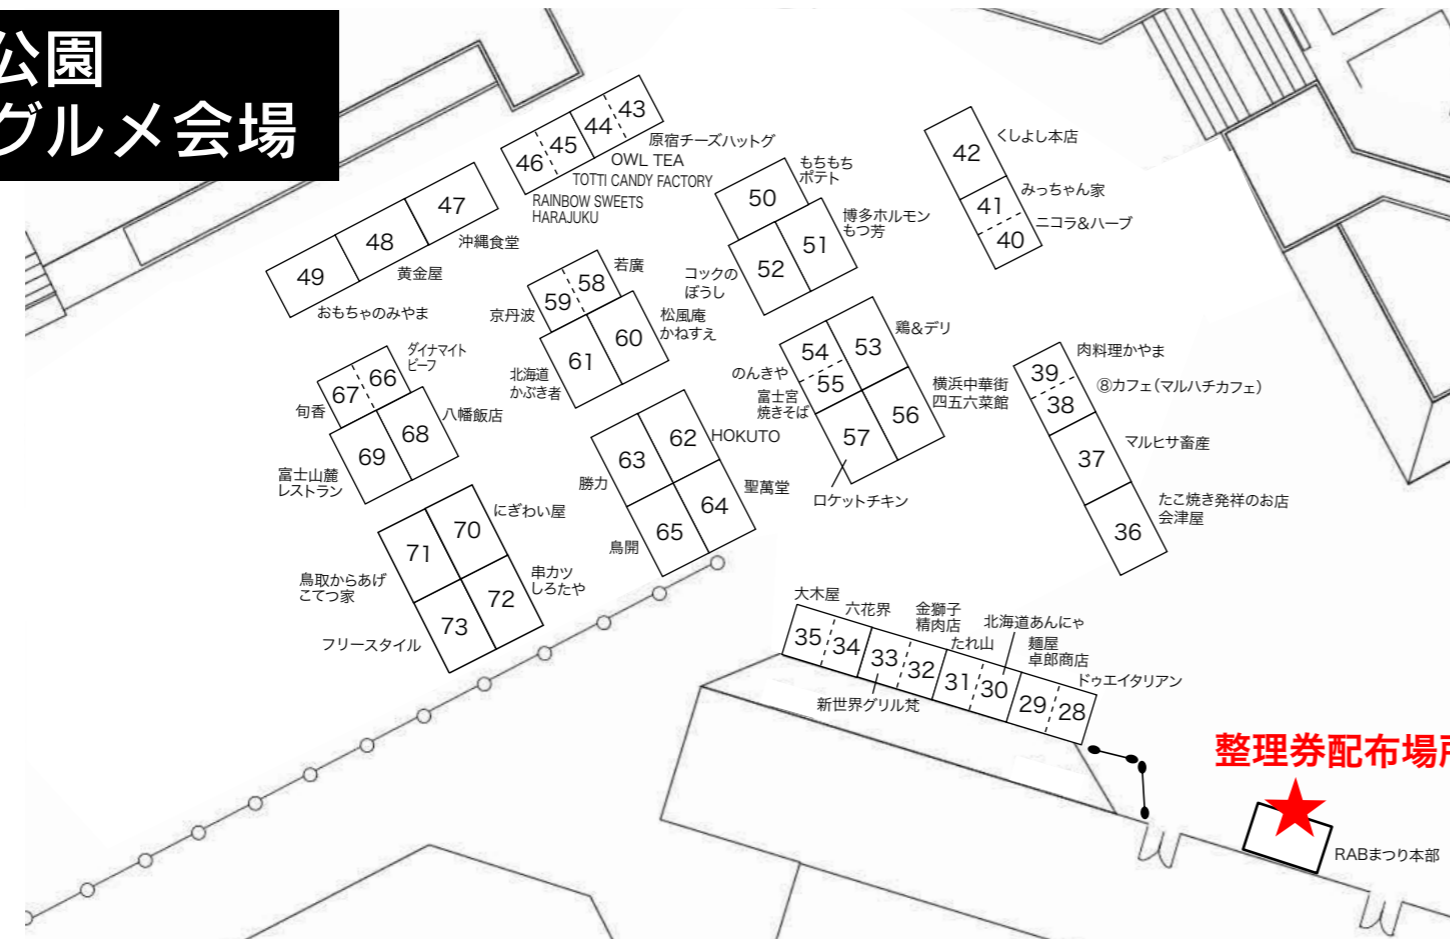 公園
グルメ会場
46
45
44
43
原宿チーズハットグ
OWL TEA
TOTTI CANDY FACTORY
RAINBOW SWEETS
HARAJUKU
49
48
47
沖縄食堂
黄金屋
おもちゃのみやま
50
もちもち
ポテト
52
51
博多ホルモン
もつ芳
コックの
ぼうし
42
くしよし本店
41
みっちゃん家
40
ニコラ&ハーブ
59
58
若廣
京丹波
61
60
松風庵
かねすえ
北海道
かぶき者
54
53
鶏&デリ
のんきや
55
富士宮
焼きそば
57
56
横浜中華街
四五六菜館
ロケットチキン
39
肉料理かやま
38
⑧カフェ(マルハチカフェ)
37
マルヒサ畜産
36
たこ焼き発祥のお店
会津屋
67
66
ダイナマイト
ビーフ
旬香
69
68
八幡飯店
富士山麓
レストラン
63
62
HOKUTO
勝力
65
64
聖萬堂
鳥開
71
70
にぎわい屋
鳥取からあげ
こてつ家
73
72
串カツ
しろたや
フリースタイル
大木屋
六花界
金獅子
精肉店
たれ山
北海道あんにゃ
麺屋
卓郎商店
ドゥエイタリアン
35
34
33
32
31
30
29
28
新世界グリル梵
整理券配布場所
RABまつり本部